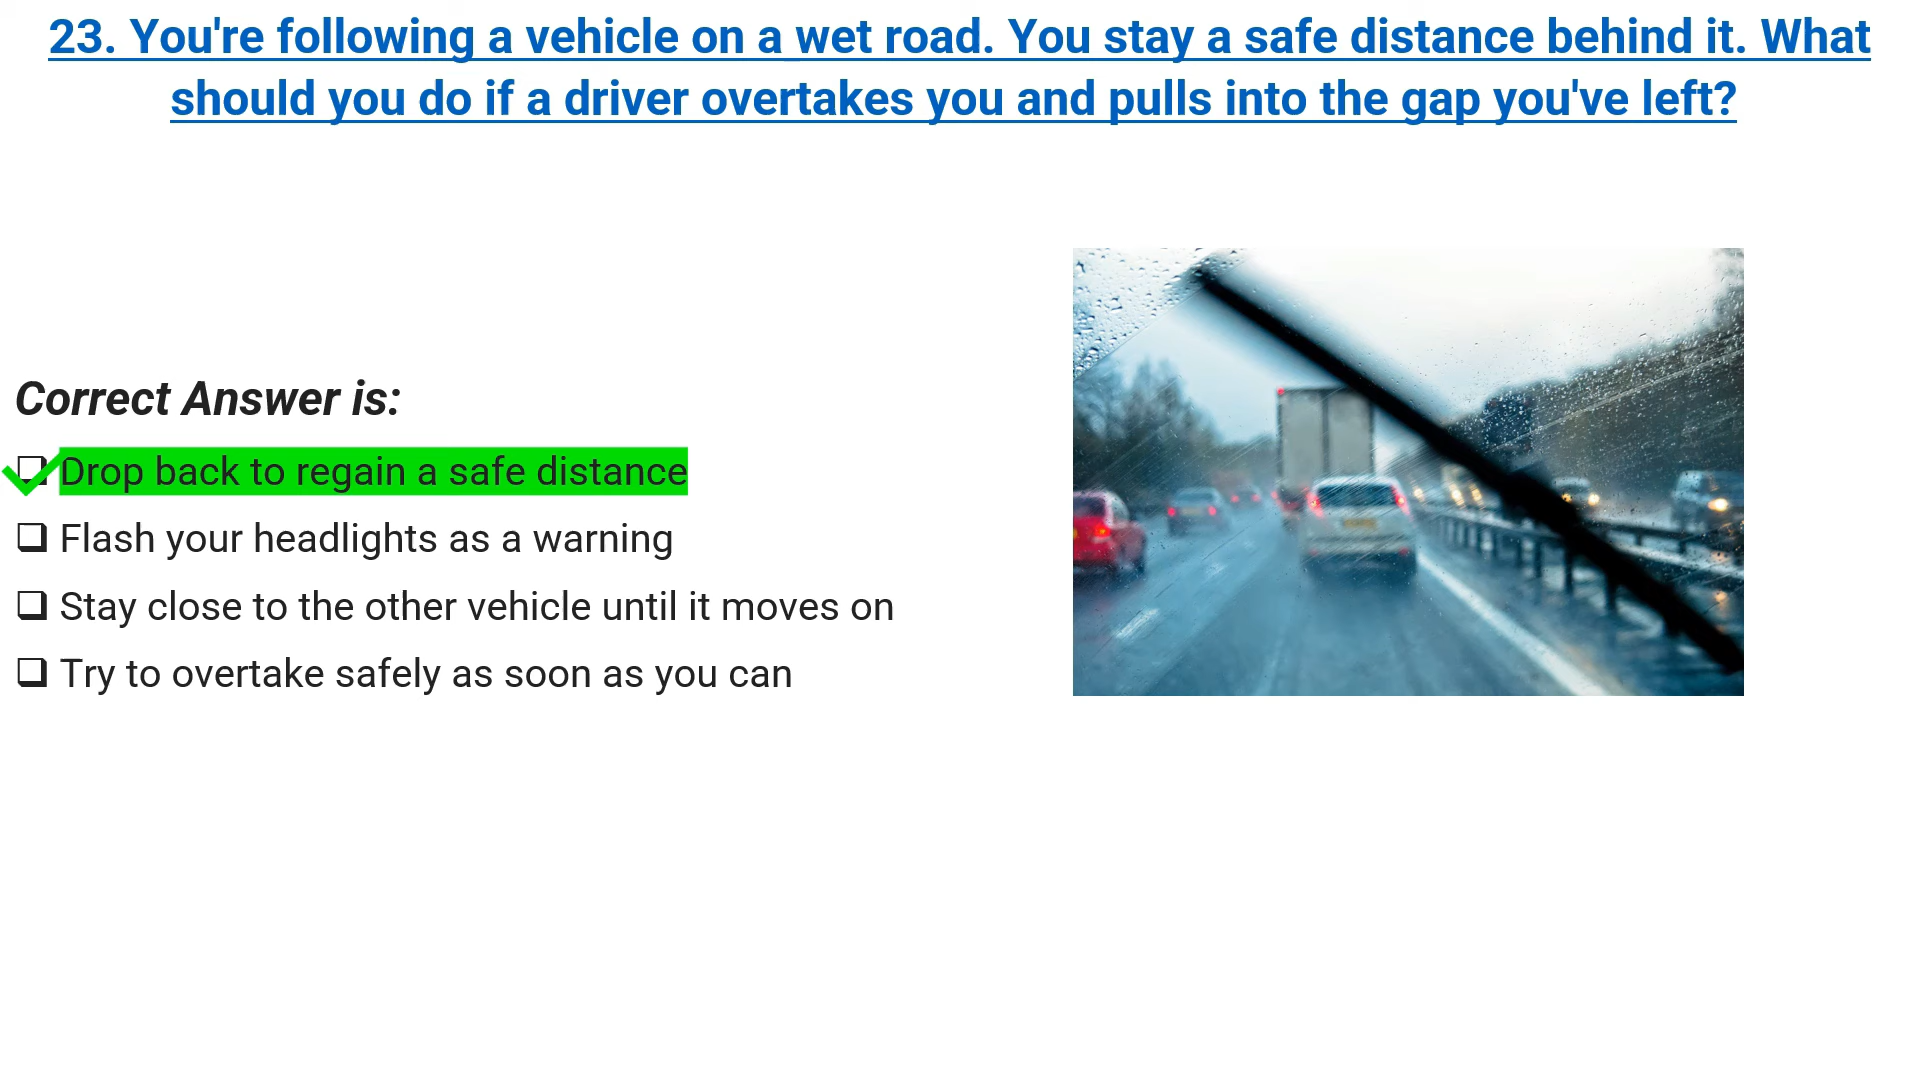 23. You're following a vehicle on a wet road. You stay a safe distance behind it. What
should you do if a driver overtakes you and pulls into the gap you've left?
Correct Answer is:
Drop back to regain a safe distance
Flash your headlights as a warning
Stay close to the other vehicle until it moves on
Try to overtake safely as soon as you can